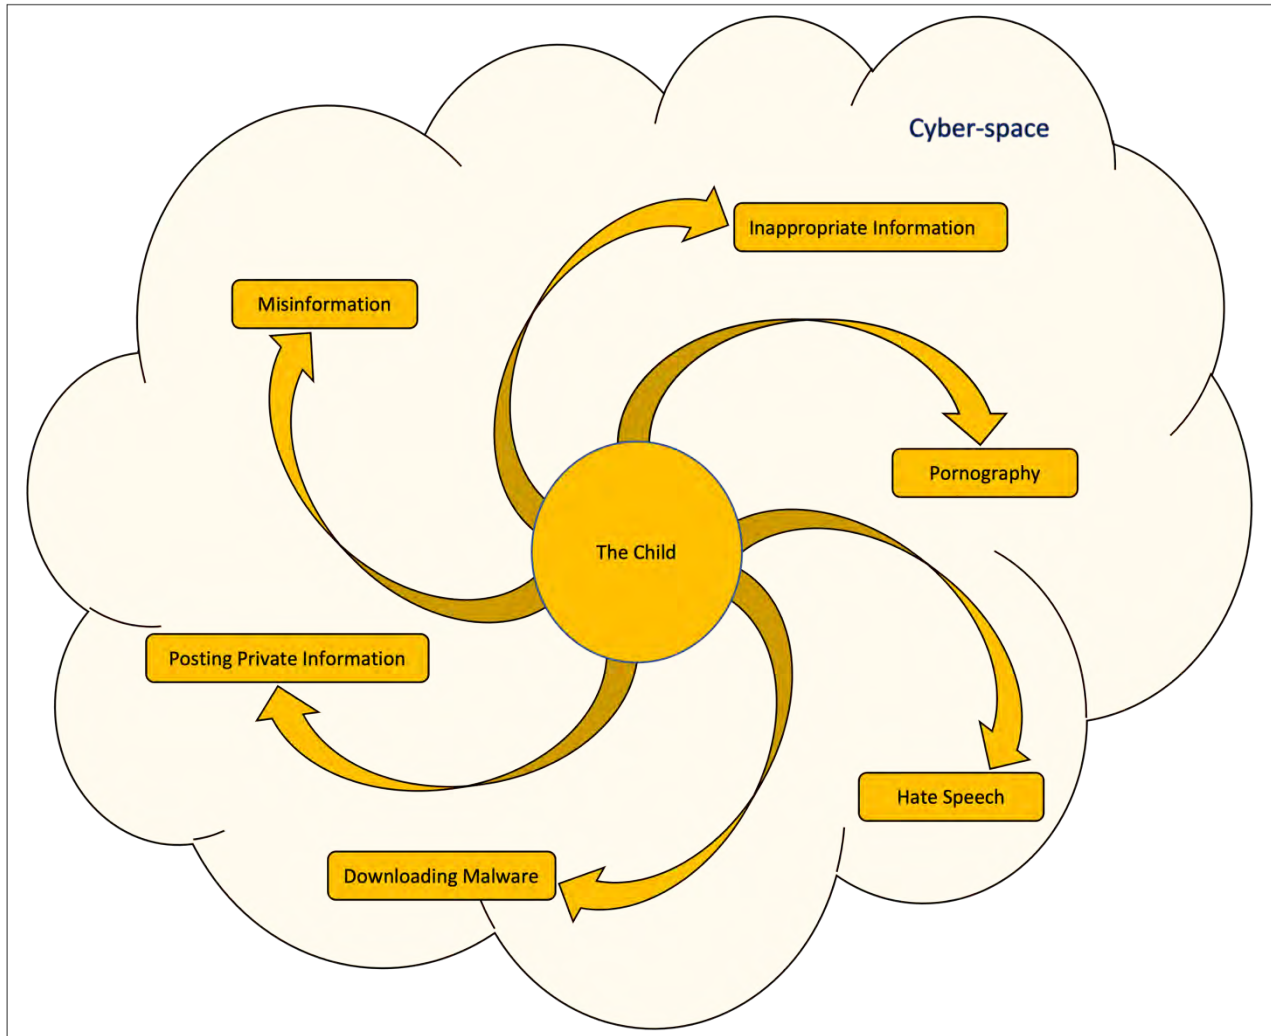 Cyber-space
Inappropriate Information
Misinformation
Pornography
The Child
Posting Private Information
Hate Speech
Downloading Malware